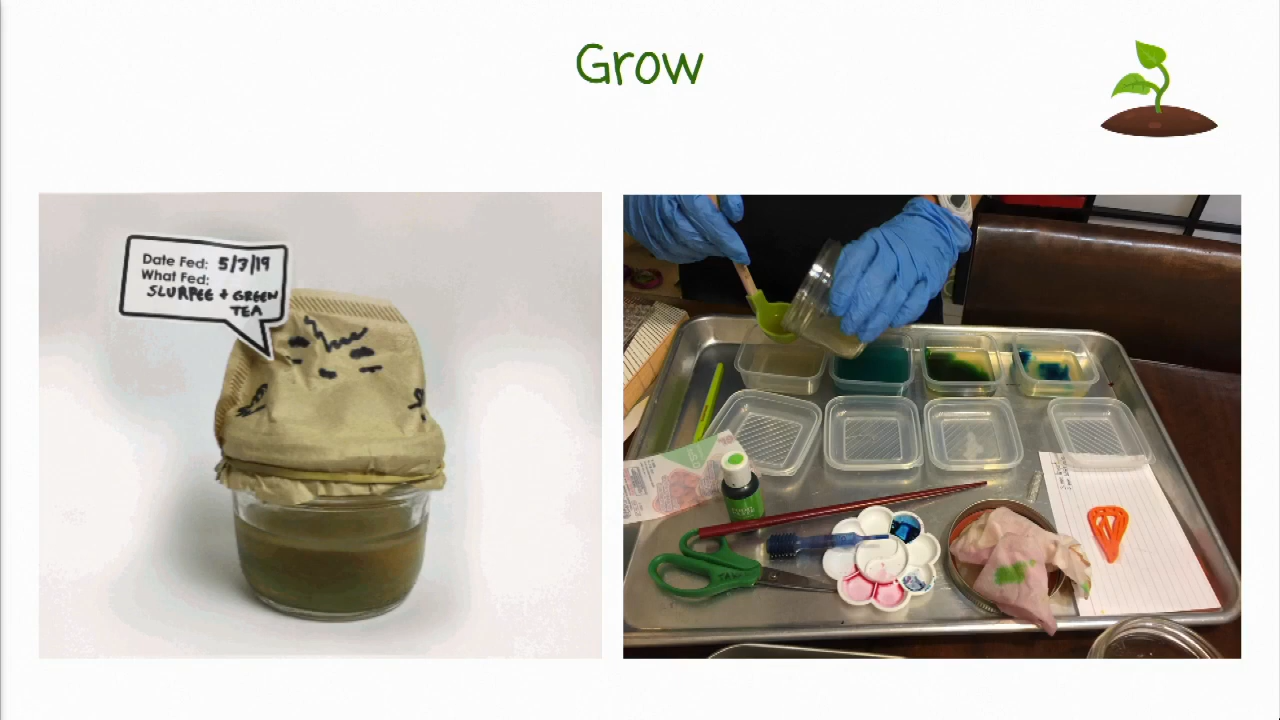 Grow
Date Fed: 5/3/19
What Fed:
SLURPEE + GREEN
TEA